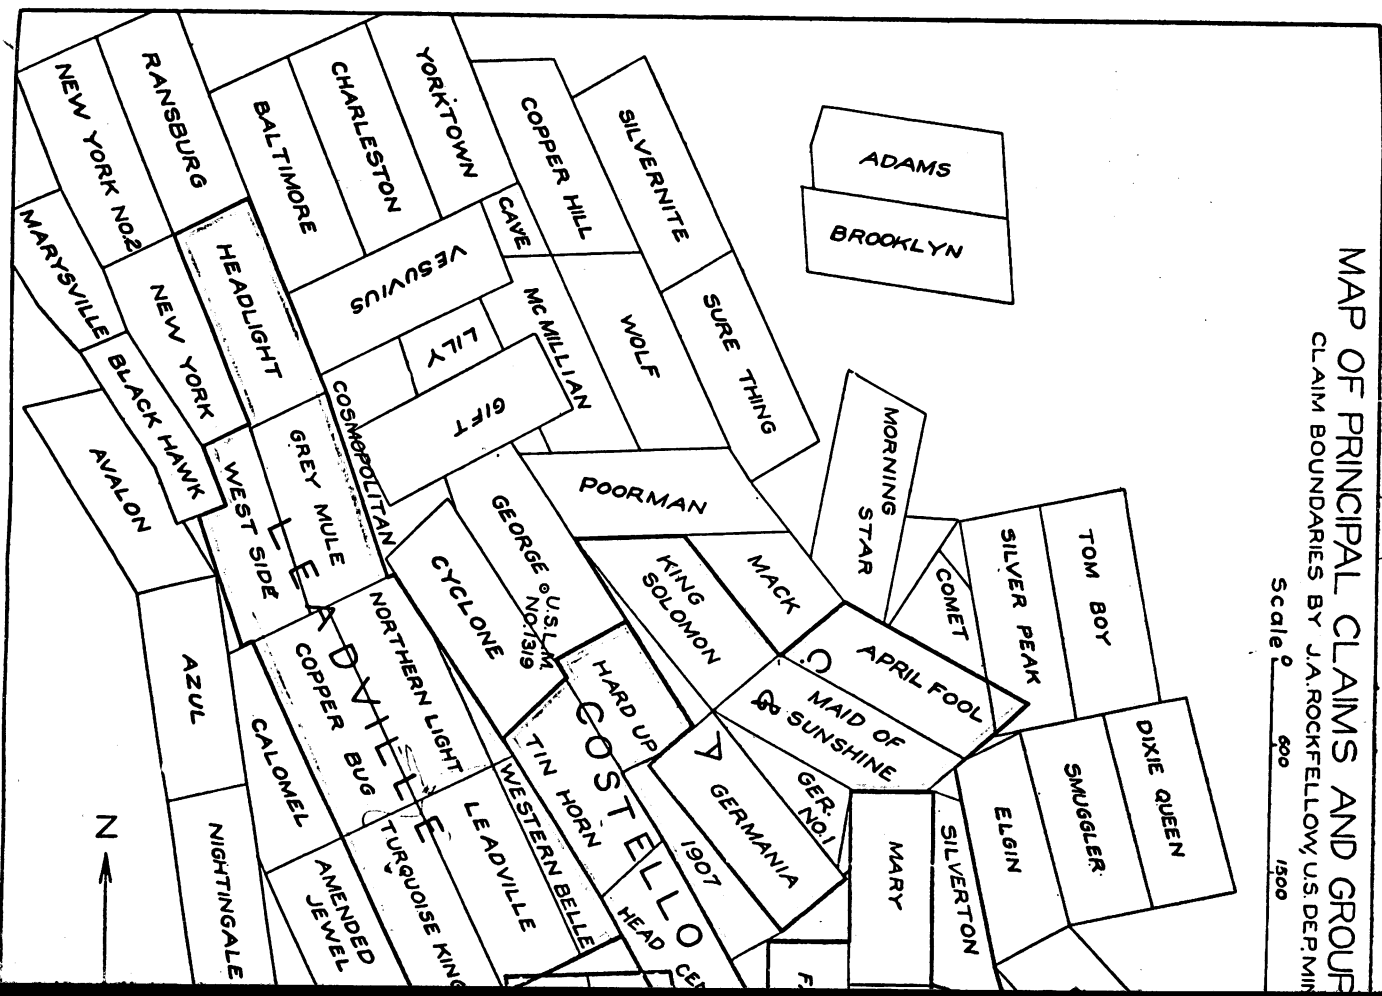 MAP OF PRINCIPAL CLAIMS AND GROUP
CLAIM BOUNDARIES BY J.A.ROCKFELLOW, U.S. DEP. MIN
Scale 0 600 1500
N
RANSBURG
NEW YORK NO.2
MARYSVILLE
BALTIMORE
CHARLESTON
YORKTOWN
COPPER HILL
SILVERNITE
ADAMS
BROOKLYN
HEADLIGHT
NEW YORK
BLACK HAWK
AVALON
VESUVIUS
CAVE
LILY
GIFT
McMILLIAN
WOLF
SURE THING
COSMOPOLITAN
GREY MULE
WEST SIDE
LEADVILLE
POORMAN
MORNING
STAR
GEORGE
U.S.L.M.
No.1319
CYCLONE
KING
SOLOMON
MACK
COMET
SILVER PEAK
TOM BOY
APRIL FOOL
C
MAID OF
SUNSHINE
B
HARD UP
COSTELLO
A
NORTHERN LIGHT
COPPER BUG
AZUL
CALOMEL
NIGHTINGALE
AMENDED
JEWEL
TURQUOISE KING
LEADVILLE
WESTERN BELLE
TIN HORN
HEAD CEN
1907
GERMANIA
GER.
NO.1
MARY
SILVERTON
ELGIN
SMUGGLER
DIXIE QUEEN
F